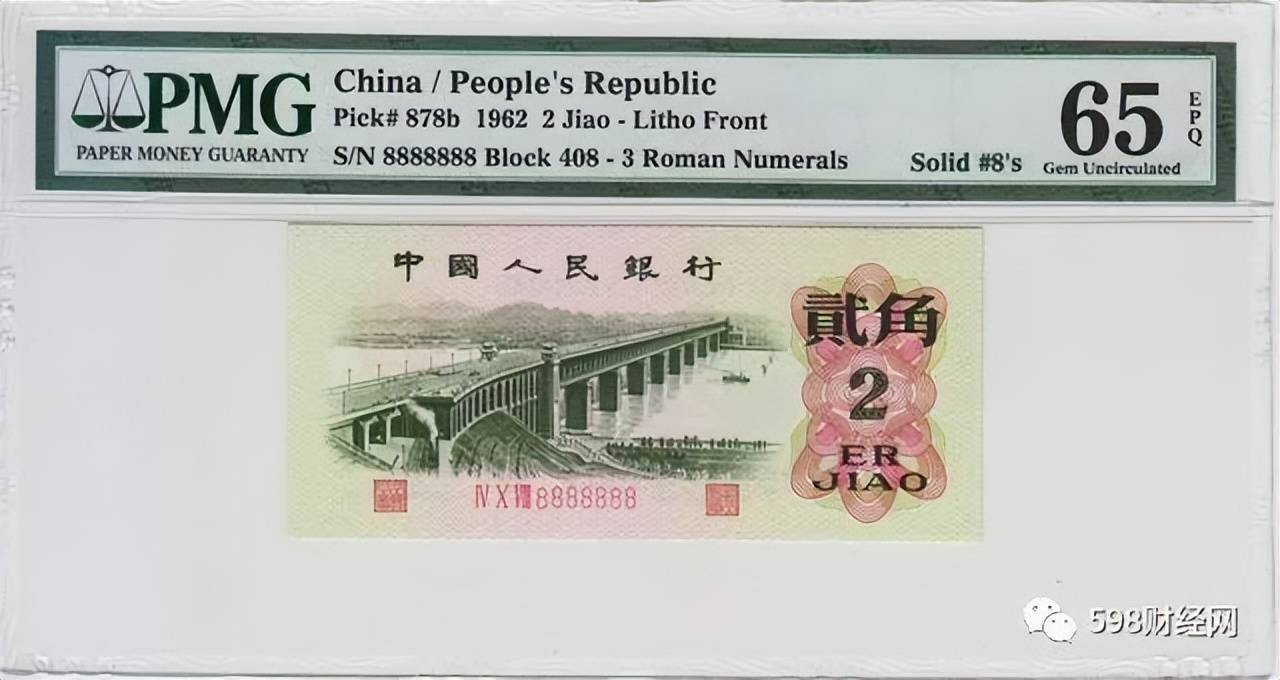 PMG
PAPER MONEY GUARANTY
China / People's Republic
Pick# 878b 1962 2 Jiao - Litho Front
S/N 8888888 Block 408 - 3 Roman Numerals
Solid #8's
65
EPQ
Gem Uncirculated
中國人民銀行
貳角
2
ER
JIAO
Ⅳ Ⅹ Ⅷ 8888888
598财经网